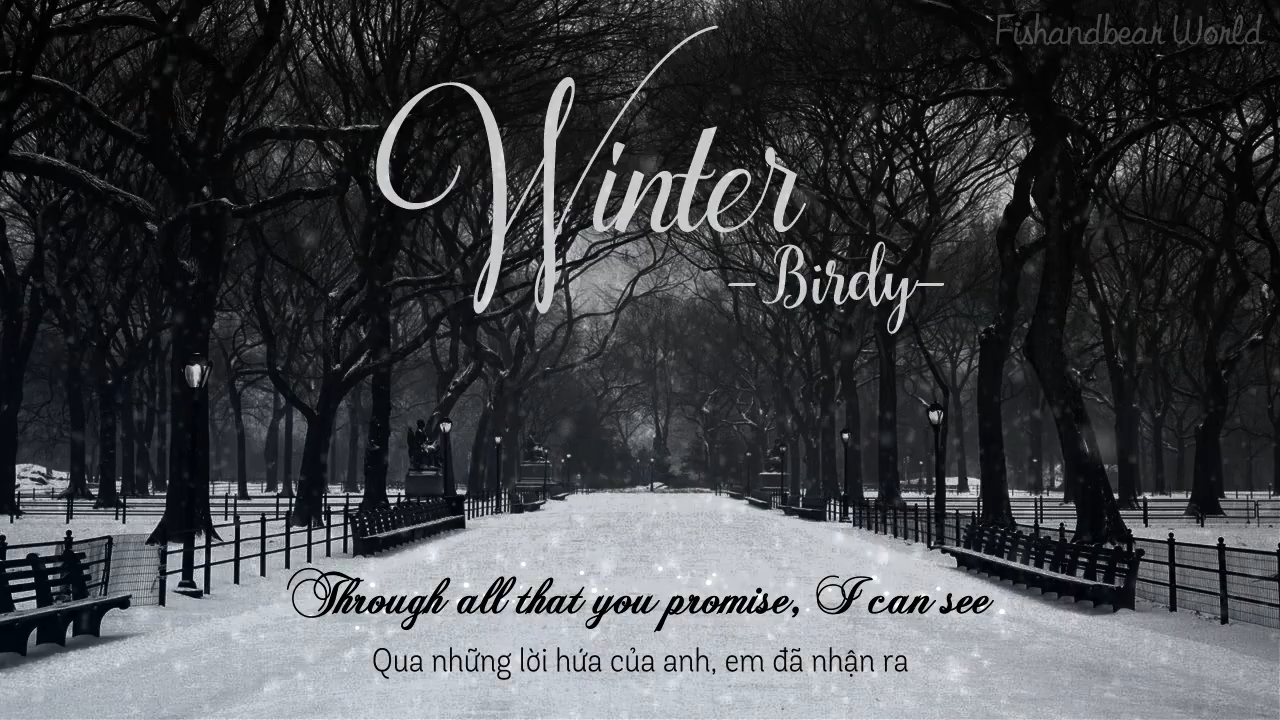 Fishandbear World
Winter
-Birdy-
Through all that you promise, I can see
Qua những lời hứa của anh, em đã nhận ra